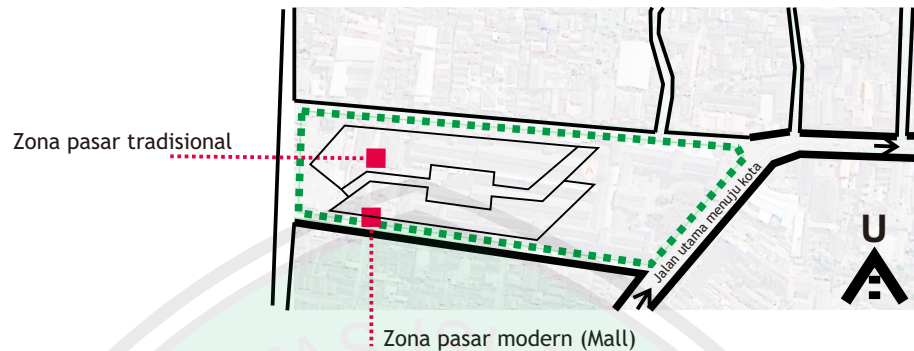 Zona pasar tradisional
Jalan utama menuju kota
U
Zona pasar modern (Mall)